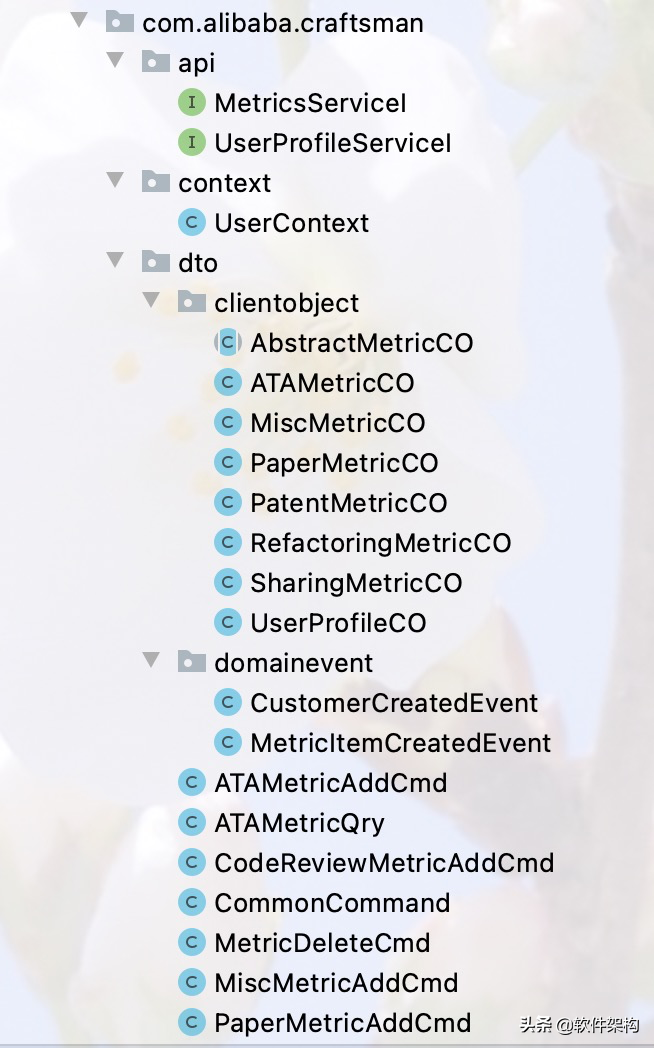 com.alibaba.craftsman
api
I MetricsServiceI
I UserProfileServiceI
context
C UserContext
dto
clientobject
C AbstractMetricCO
C ATAMetricCO
C MiscMetricCO
C PaperMetricCO
C PatentMetricCO
C RefactoringMetricCO
C SharingMetricCO
C UserProfileCO
domainevent
C CustomerCreatedEvent
C MetricItemCreatedEvent
C ATAMetricAddCmd
C ATAMetricQry
C CodeReviewMetricAddCmd
C CommonCommand
C MetricDeleteCmd
C MiscMetricAddCmd
C PaperMetricAddCmd
头条 @软件架构